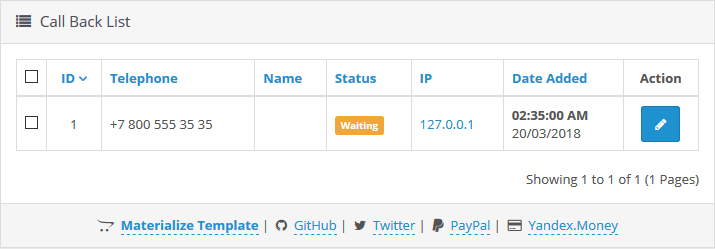 Call Back List
ID Telephone Name Status IP Date Added Action
1 +7 800 555 35 35 Waiting 127.0.0.1 02:35:00 AM
20/03/2018
Showing 1 to 1 of 1 (1 Pages)
Materialize Template | GitHub | Twitter | PayPal | Yandex.Money